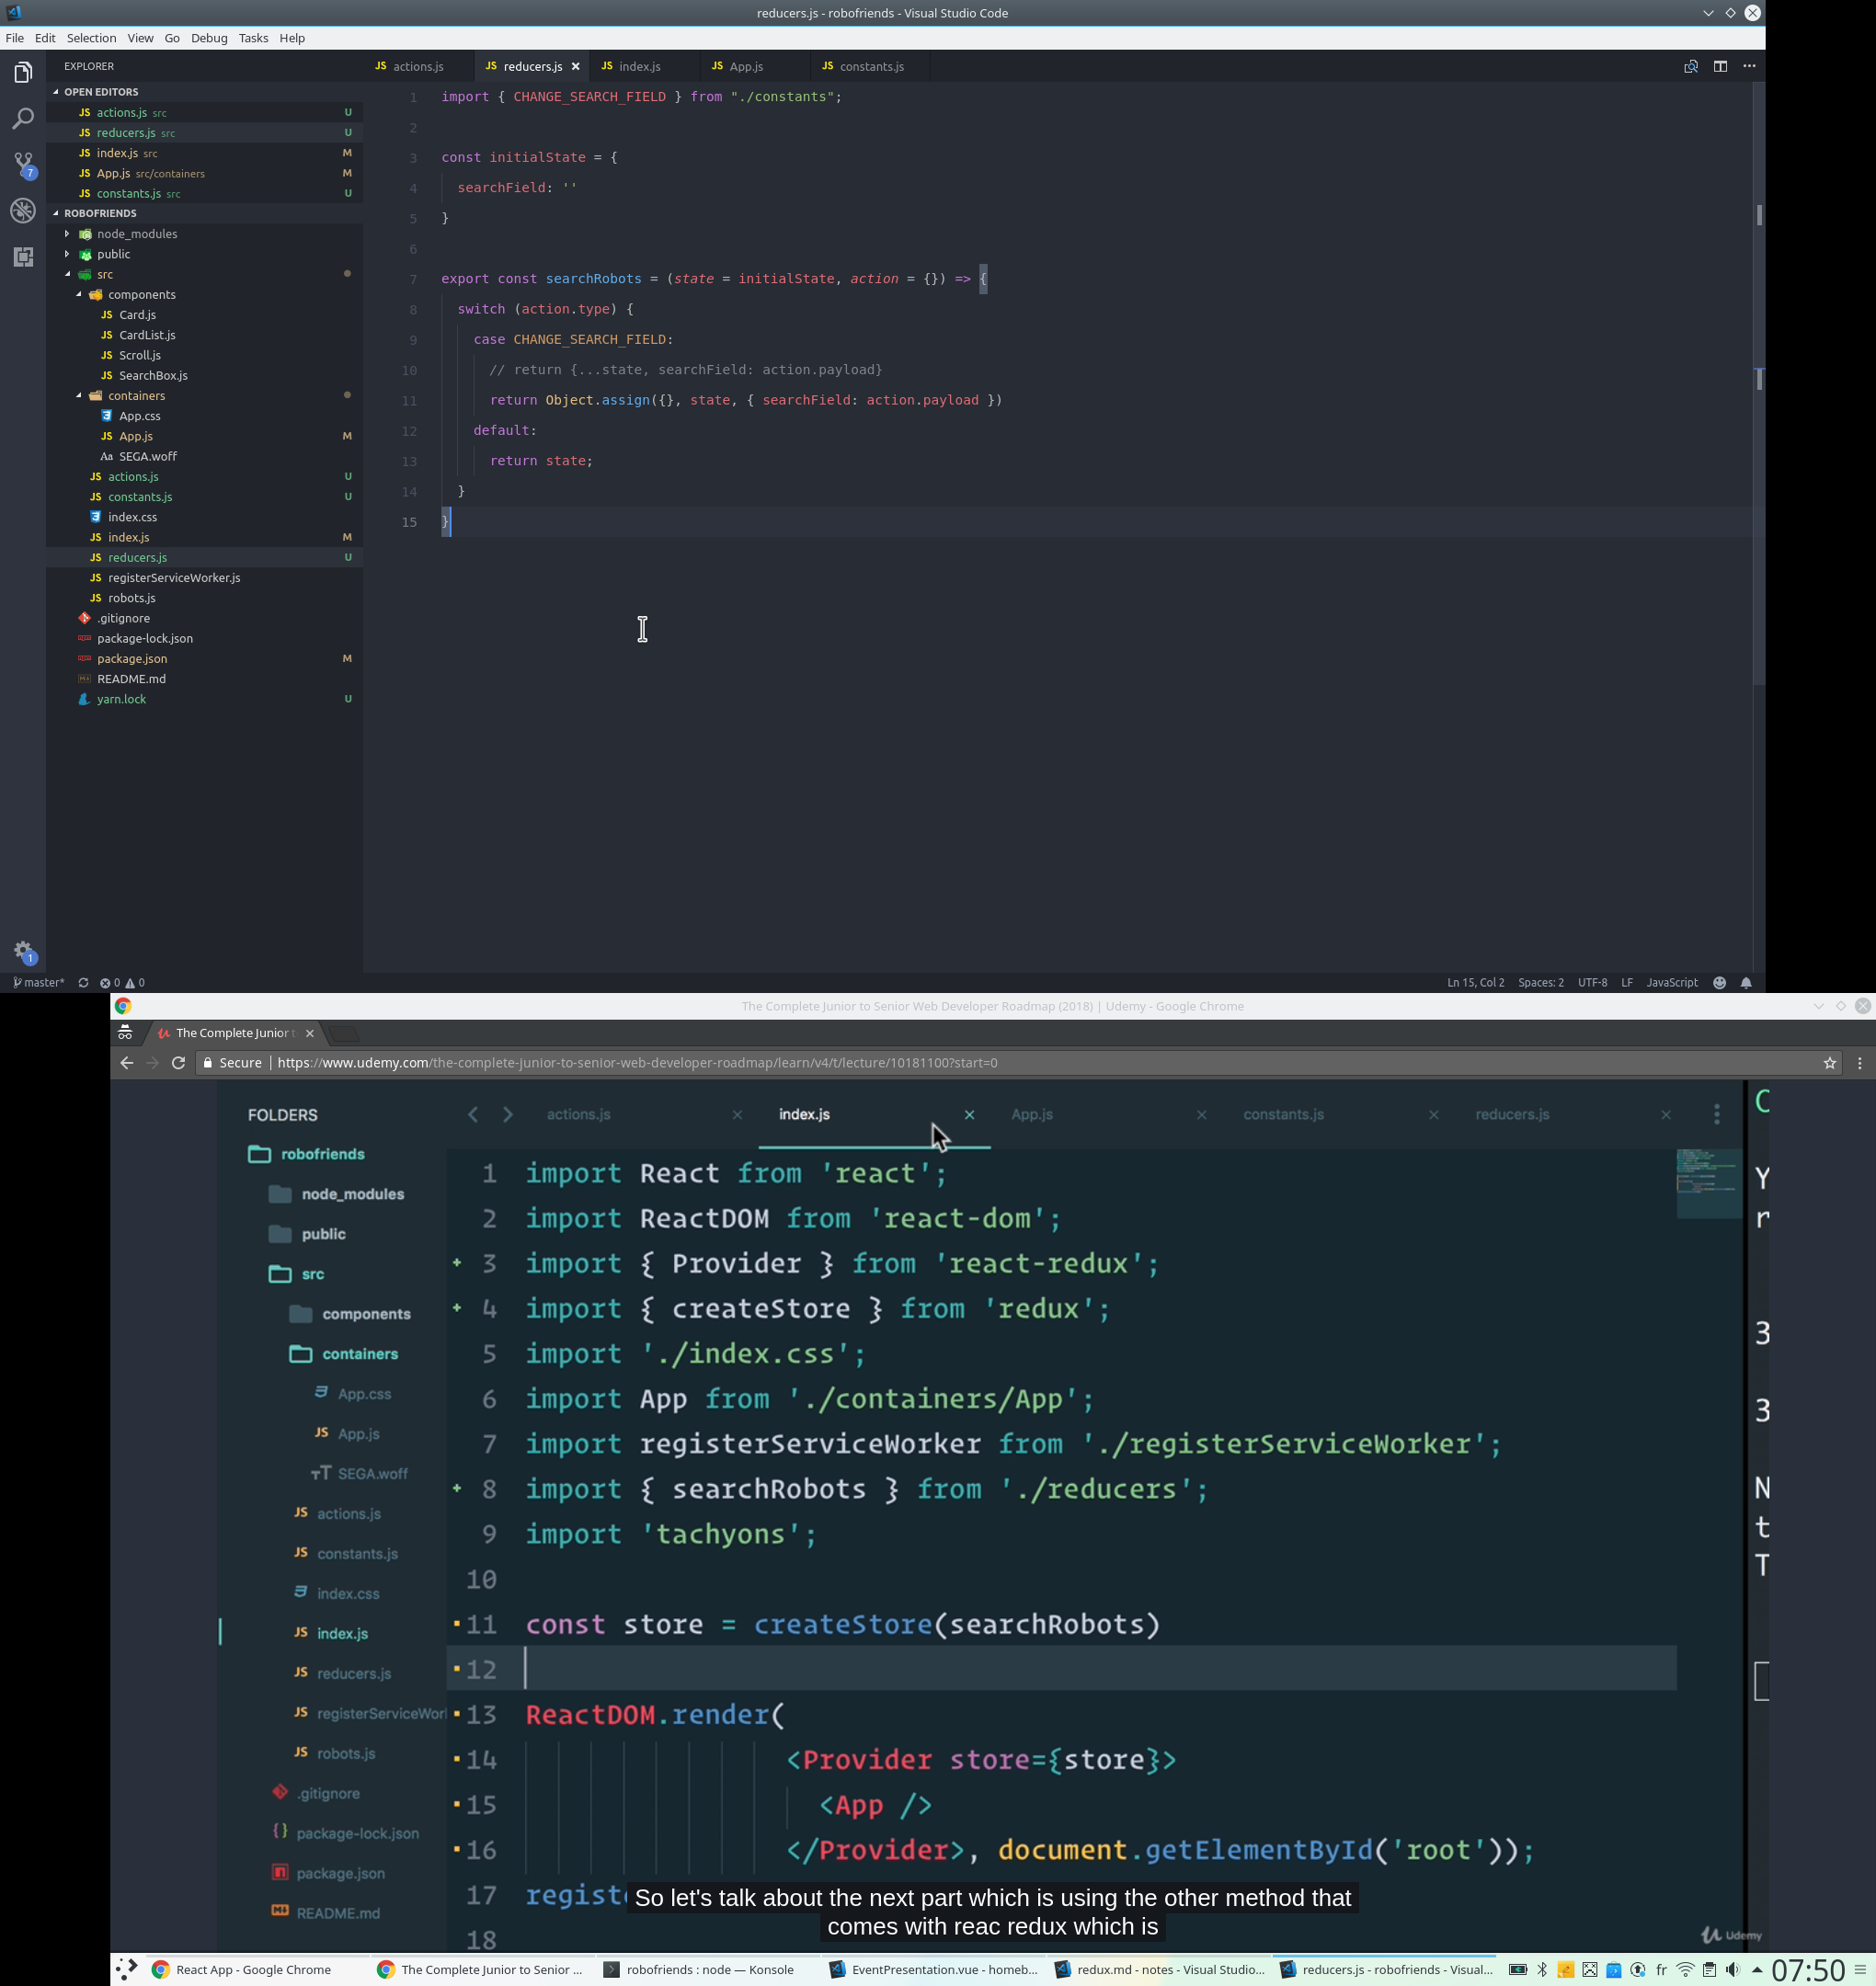 reducers.js - robofriends - Visual Studio Code
File Edit Selection View Go Debug Tasks Help
EXPLORER
OPEN EDITORS
JS actions.js src U
JS reducers.js src U
JS index.js src M
JS App.js src/containers M
JS constants.js src U
ROBOFRIENDS
node_modules
public
src
components
JS Card.js
JS CardList.js
JS Scroll.js
JS SearchBox.js
containers
App.css
JS App.js M
Aa SEGA.woff
JS actions.js U
JS constants.js U
index.css
JS index.js M
JS reducers.js U
JS registerServiceWorker.js
JS robots.js
.gitignore
package-lock.json
package.json M
README.md
yarn.lock U
7
1
JS actions.js JS reducers.js JS index.js JS App.js JS constants.js
1 import { CHANGE_SEARCH_FIELD } from "./constants";
2
3 const initialState = {
4 searchField: ''
5 }
6
7 export const searchRobots = (state = initialState, action = {}) => {
8 switch (action.type) {
9 case CHANGE_SEARCH_FIELD:
10 // return {...state, searchField: action.payload}
11 return Object.assign({}, state, { searchField: action.payload })
12 default:
13 return state;
14 }
15 }
master* 0 0 Ln 15, Col 2 Spaces: 2 UTF-8 LF JavaScript
The Complete Junior to Senior Web Developer Roadmap (2018) | Udemy - Google Chrome
The Complete Junior t
Secure https://www.udemy.com/the-complete-junior-to-senior-web-developer-roadmap/learn/v4/t/lecture/10181100?start=0
FOLDERS
robofriends
node_modules
public
src
components
containers
App.css
JS App.js
SEGA.woff
JS actions.js
JS constants.js
index.css
JS index.js
JS reducers.js
JS registerServiceWor
JS robots.js
.gitignore
package-lock.json
package.json
README.md
actions.js index.js App.js constants.js reducers.js
1 import React from 'react';
2 import ReactDOM from 'react-dom';
3 import { Provider } from 'react-redux';
4 import { createStore } from 'redux';
5 import './index.css';
6 import App from './containers/App';
7 import registerServiceWorker from './registerServiceWorker';
8 import { searchRobots } from './reducers';
9 import 'tachyons';
10
11 const store = createStore(searchRobots)
12
13 ReactDOM.render(
14 <Provider store={store}>
15 <App />
16 </Provider>, document.getElementById('root'));
17 regist
18
So let's talk about the next part which is using the other method that
comes with reac redux which is
Udemy
React App - Google Chrome The Complete Junior to Senior ... robofriends : node — Konsole EventPresentation.vue - homeb... redux.md - notes - Visual Studio... reducers.js - robofriends - Visual... fr 07:50